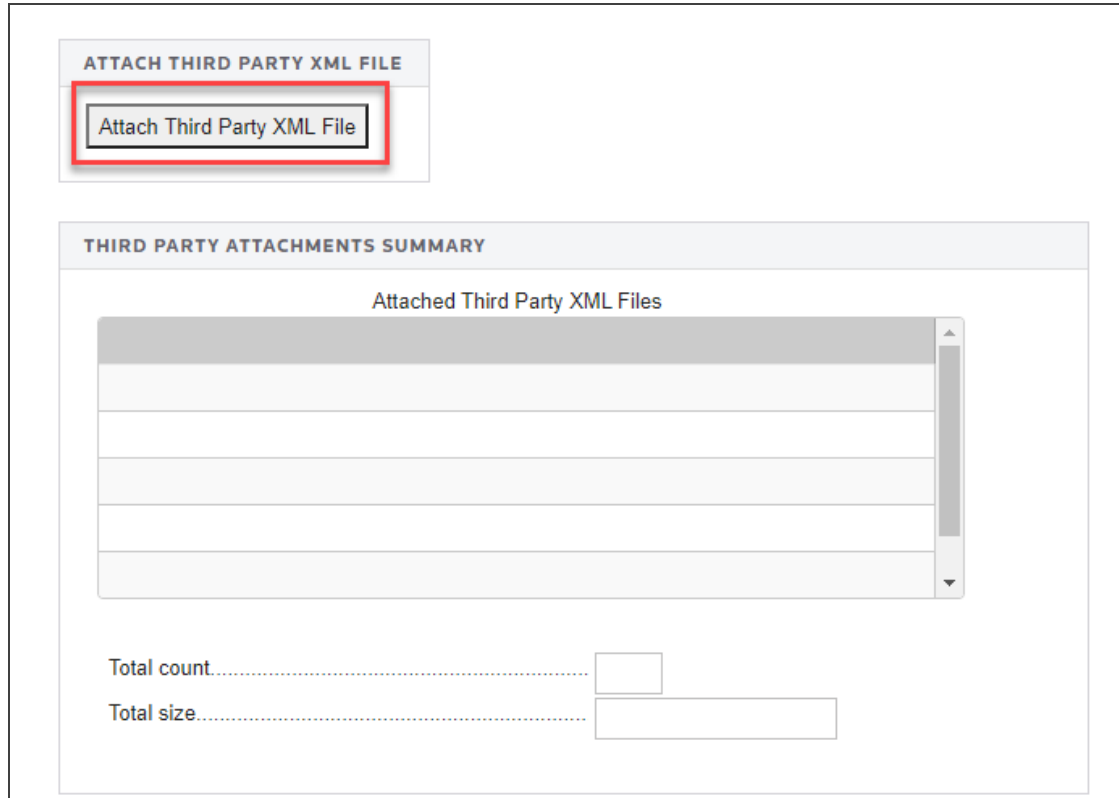 ATTACH THIRD PARTY XML FILE
Attach Third Party XML File
THIRD PARTY ATTACHMENTS SUMMARY
Attached Third Party XML Files
Total count................................................................
Total size..................................................................